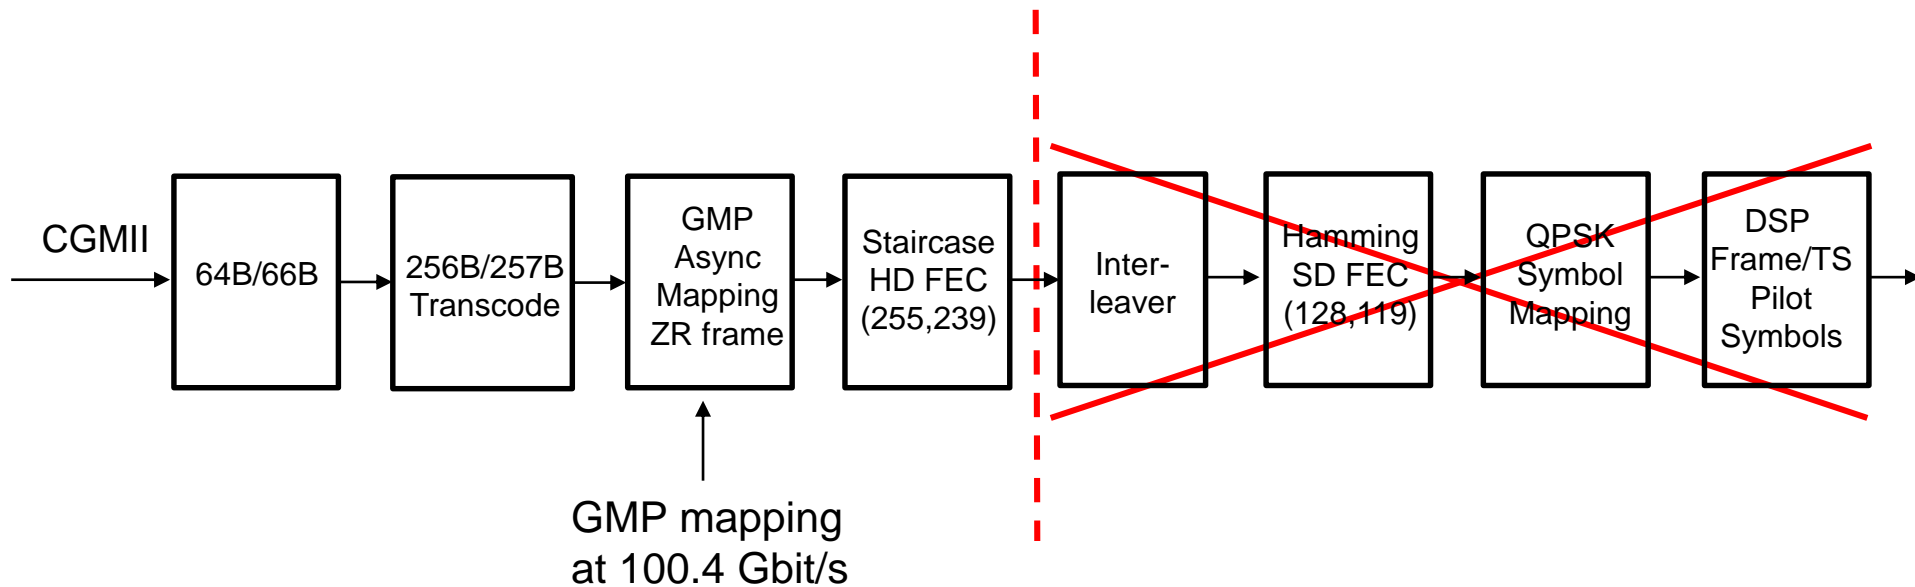 CGMII
64B/66B
256B/257B
Transcode
GMP
Async
Mapping
ZR frame
Staircase
HD FEC
(255,239)
Inter-
leaver
Hamming
SD FEC
(128,119)
QPSK
Symbol
Mapping
DSP
Frame/TS
Pilot
Symbols
GMP mapping
at 100.4 Gbit/s